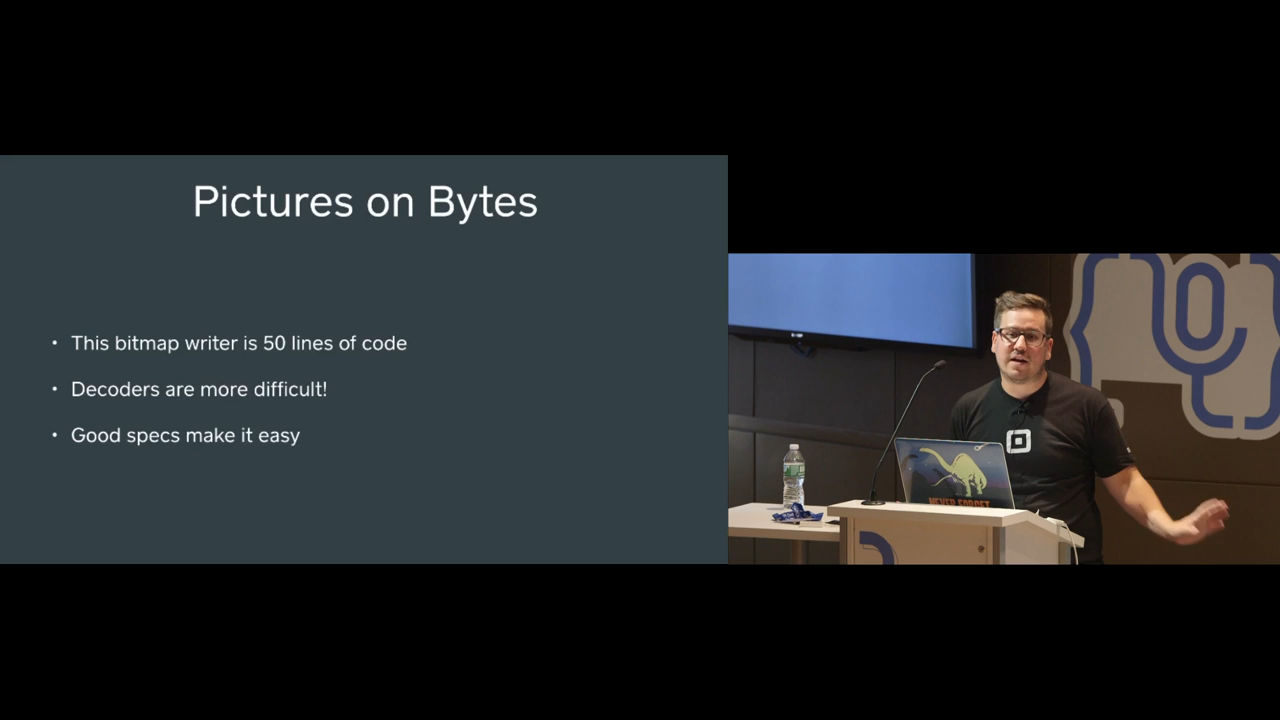 Pictures on Bytes
• This bitmap writer is 50 lines of code
• Decoders are more difficult!
• Good specs make it easy
NEVER FORGET